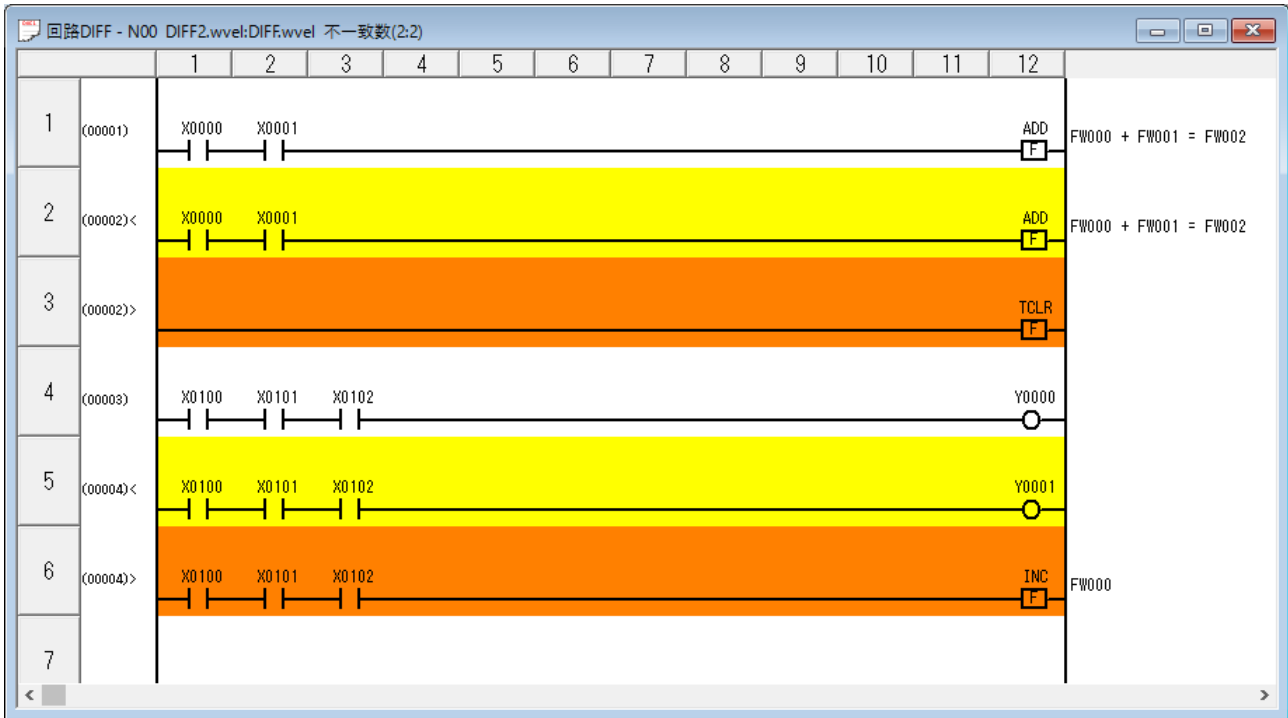 回路DIFF - N00 DIFF2.wvel:DIFF.wvel 不一致数(2:2)
1 2 3 4 5 6 7 8 9 10 11 12
1 (00001) X0000 X0001 ADD F FW000 + FW001 = FW002
2 (00002)< X0000 X0001 ADD F FW000 + FW001 = FW002
3 (00002)> TCLR F
4 (00003) X0100 X0101 X0102 Y0000
5 (00004)< X0100 X0101 X0102 Y0001
6 (00004)> X0100 X0101 X0102 INC F FW000
7